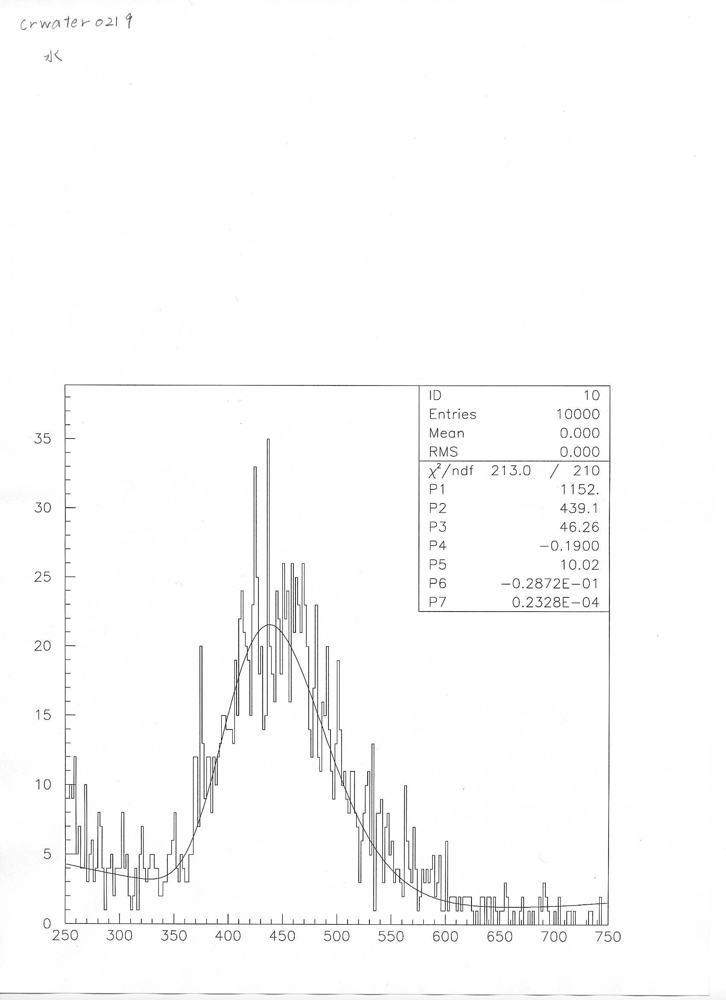 crwater0219
水
ID 10
Entries 10000
Mean 0.000
RMS 0.000
χ²/ndf 213.0 / 210
P1 1152.
P2 439.1
P3 46.26
P4 −0.1900
P5 10.02
P6 −0.2872E−01
P7 0.2328E−04
35
30
25
20
15
10
5
0
250 300 350 400 450 500 550 600 650 700 750